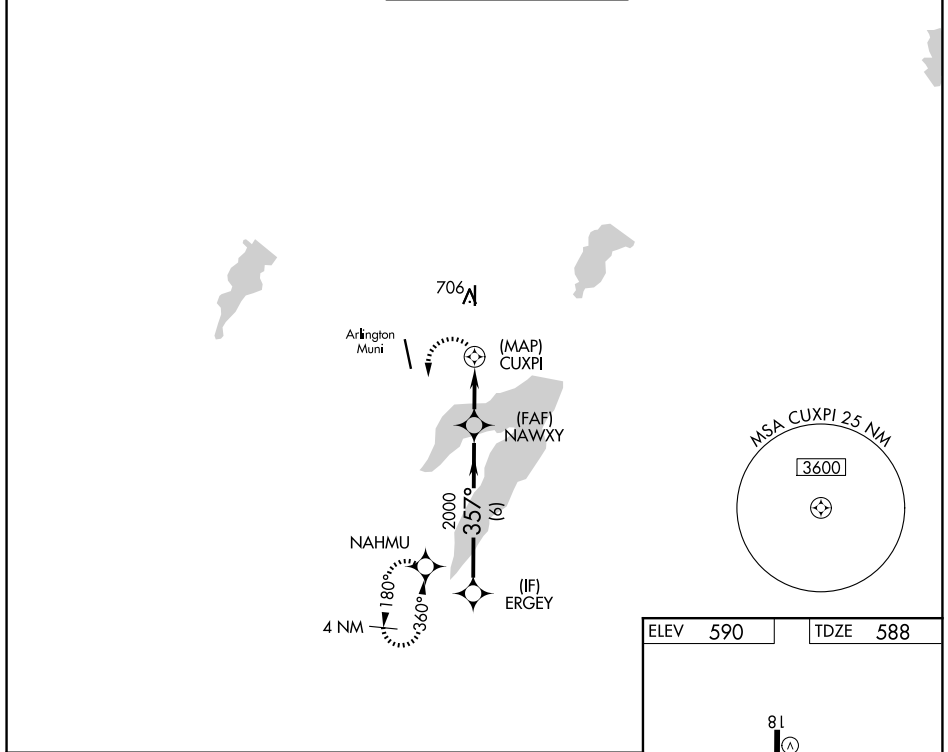 706
Arlington
Muni
(MAP)
CUXPI
(FAF)
NAWXY
MSA CUXPI 25 NM
3600
2000
357°
(6)
NAHMU
180°
360°
4 NM
(IF)
ERGEY
ELEV 590
TDZE 588
18
V